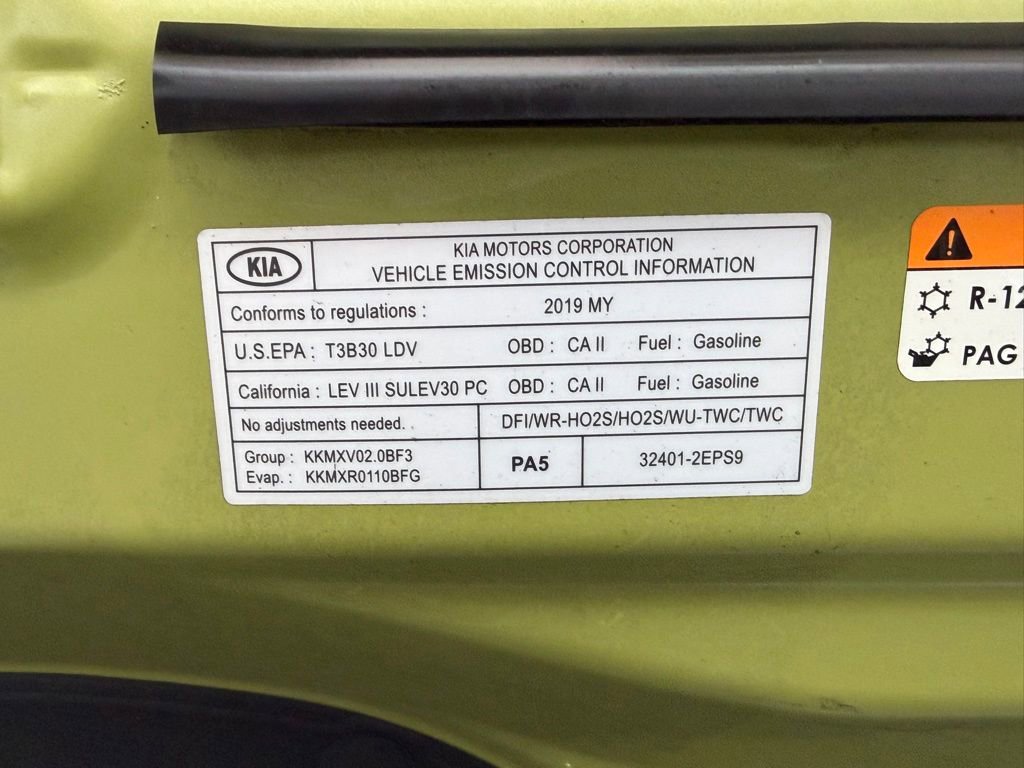 KIA
KIA MOTORS CORPORATION
VEHICLE EMISSION CONTROL INFORMATION
Conforms to regulations : 2019 MY
U.S.EPA : T3B30 LDV OBD : CA II Fuel : Gasoline
California : LEV III SULEV30 PC OBD : CA II Fuel : Gasoline
No adjustments needed. DFI/WR-HO2S/HO2S/WU-TWC/TWC
Group : KKMXV02.0BF3
Evap. : KKMXR0110BFG
PA5
32401-2EPS9
R-12
PAG